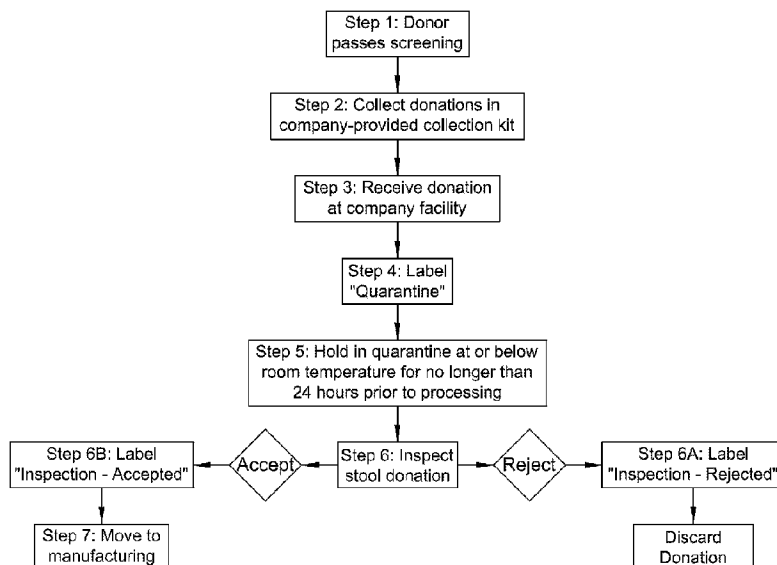 Step 1: Donor
passes screening
Step 2: Collect donations in
company-provided collection kit
Step 3: Receive donation
at company facility
Step 4: Label
"Quarantine"
Step 5: Hold in quarantine at or below
room temperature for no longer than
24 hours prior to processing
Step 6B: Label
"Inspection - Accepted"
Accept
Step 6: Inspect
stool donation
Reject
Step 6A: Label
"Inspection - Rejected"
Step 7: Move to
manufacturing
Discard
Donation